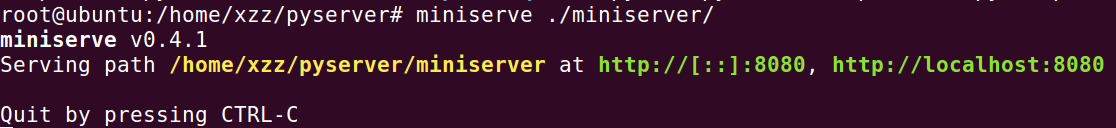 root@ubuntu:/home/xzz/pyserver# miniserve ./miniserver/
miniserve v0.4.1
Serving path /home/xzz/pyserver/miniserver at http://[::]:8080, http://localhost:8080
Quit by pressing CTRL-C